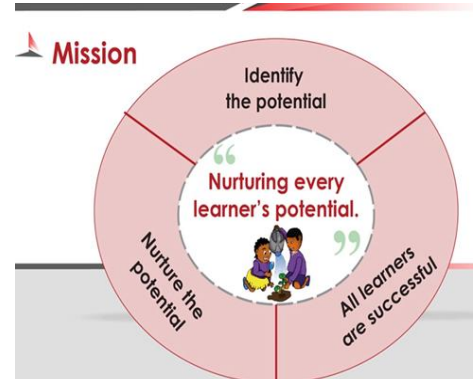 Mission
Identify
the potential
“
Nurturing every
learner's potential.
”
Nurture the
potential
All learners
are successful